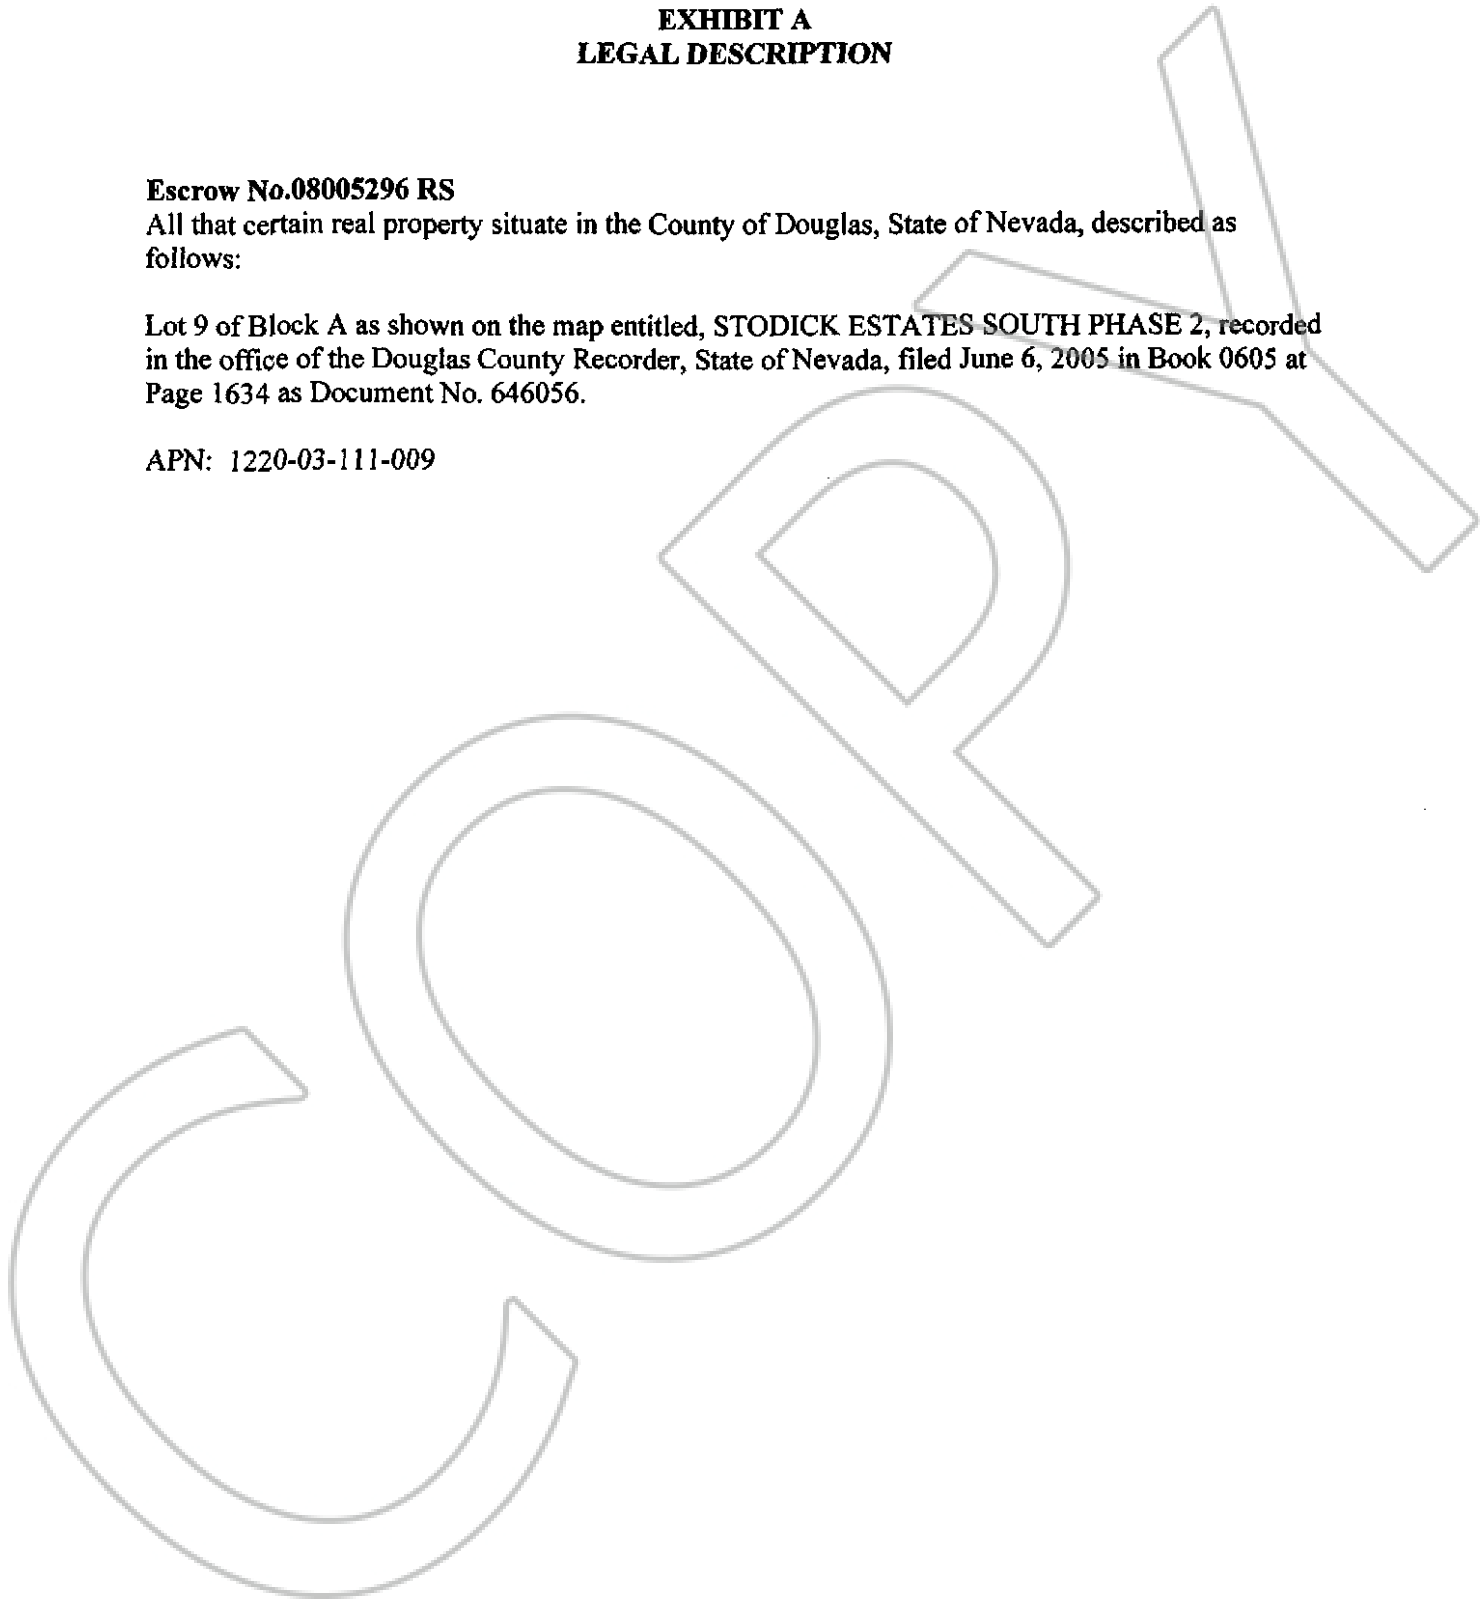 EXHIBIT A
LEGAL DESCRIPTION
Escrow No.08005296 RS
All that certain real property situate in the County of Douglas, State of Nevada, described as
follows:
Lot 9 of Block A as shown on the map entitled, STODICK ESTATES SOUTH PHASE 2, recorded
in the office of the Douglas County Recorder, State of Nevada, filed June 6, 2005 in Book 0605 at
Page 1634 as Document No. 646056.
APN: 1220-03-111-009
COPY